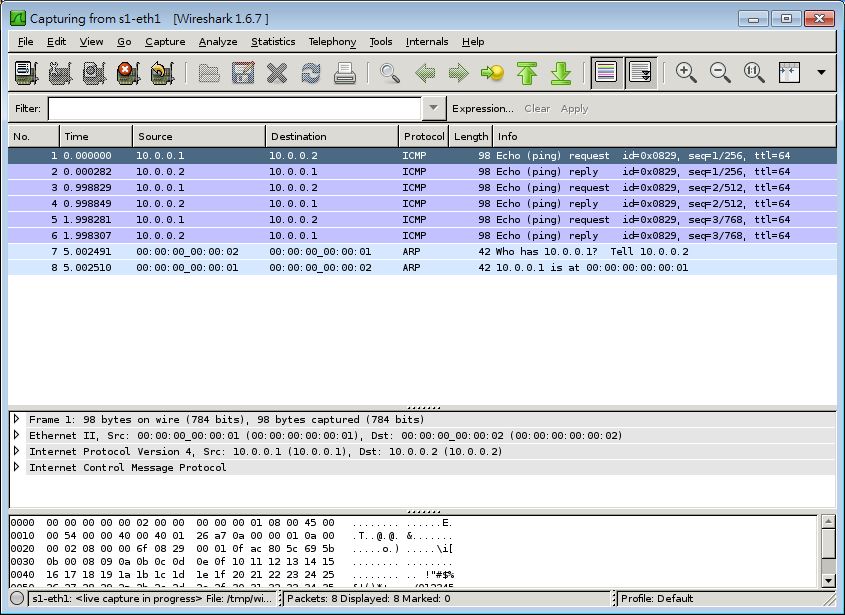 Capturing from s1-eth1 [Wireshark 1.6.7 ]
File Edit View Go Capture Analyze Statistics Telephony Tools Internals Help
Filter: Expression... Clear Apply
No. Time Source Destination Protocol Length Info
1 0.000000 10.0.0.1 10.0.0.2 ICMP 98 Echo (ping) request id=0x0829, seq=1/256, ttl=64
2 0.000282 10.0.0.2 10.0.0.1 ICMP 98 Echo (ping) reply id=0x0829, seq=1/256, ttl=64
3 0.998829 10.0.0.1 10.0.0.2 ICMP 98 Echo (ping) request id=0x0829, seq=2/512, ttl=64
4 0.998849 10.0.0.2 10.0.0.1 ICMP 98 Echo (ping) reply id=0x0829, seq=2/512, ttl=64
5 1.998281 10.0.0.1 10.0.0.2 ICMP 98 Echo (ping) request id=0x0829, seq=3/768, ttl=64
6 1.998307 10.0.0.2 10.0.0.1 ICMP 98 Echo (ping) reply id=0x0829, seq=3/768, ttl=64
7 5.002491 00:00:00_00:00:02 00:00:00_00:00:01 ARP 42 Who has 10.0.0.1? Tell 10.0.0.2
8 5.002510 00:00:00_00:00:01 00:00:00_00:00:02 ARP 42 10.0.0.1 is at 00:00:00:00:00:01
Frame 1: 98 bytes on wire (784 bits), 98 bytes captured (784 bits)
Ethernet II, Src: 00:00:00_00:00:01 (00:00:00:00:00:01), Dst: 00:00:00_00:00:02 (00:00:00:00:00:02)
Internet Protocol Version 4, Src: 10.0.0.1 (10.0.0.1), Dst: 10.0.0.2 (10.0.0.2)
Internet Control Message Protocol
0000 00 00 00 00 00 02 00 00 00 00 00 01 08 00 45 00 ........ ......E.
0010 00 54 00 00 40 00 40 01 26 a7 0a 00 00 01 0a 00 .T..@.@. &.......
0020 00 02 08 00 00 6f 08 29 00 01 0f ac 80 5c 69 5b .....o.) .....\i[
0030 0b 00 08 09 0a 0b 0c 0d 0e 0f 10 11 12 13 14 15 ........ ........
0040 16 17 18 19 1a 1b 1c 1d 1e 1f 20 21 22 23 24 25 ........ .. !"#$%
s1-eth1: <live capture in progress> File: /tmp/wi... Packets: 8 Displayed: 8 Marked: 0 Profile: Default